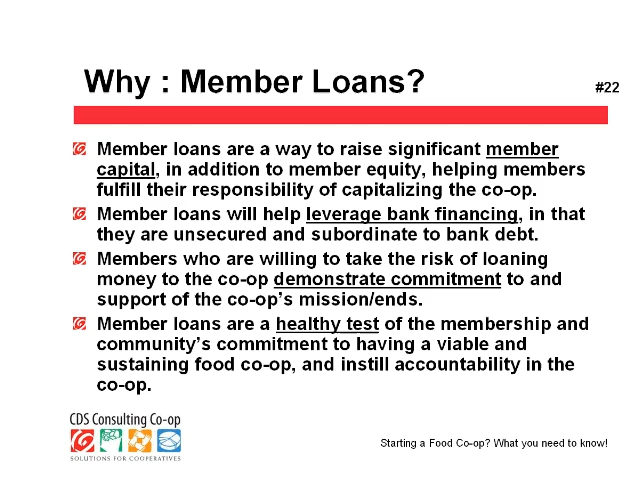 Why : Member Loans?
#22
Member loans are a way to raise significant member
capital, in addition to member equity, helping members
fulfill their responsibility of capitalizing the co-op.
Member loans will help leverage bank financing, in that
they are unsecured and subordinate to bank debt.
Members who are willing to take the risk of loaning
money to the co-op demonstrate commitment to and
support of the co-op's mission/ends.
Member loans are a healthy test of the membership and
community's commitment to having a viable and
sustaining food co-op, and instill accountability in the
co-op.
CDS Consulting Co-op
SOLUTIONS FOR COOPERATIVES
Starting a Food Co-op? What you need to know!